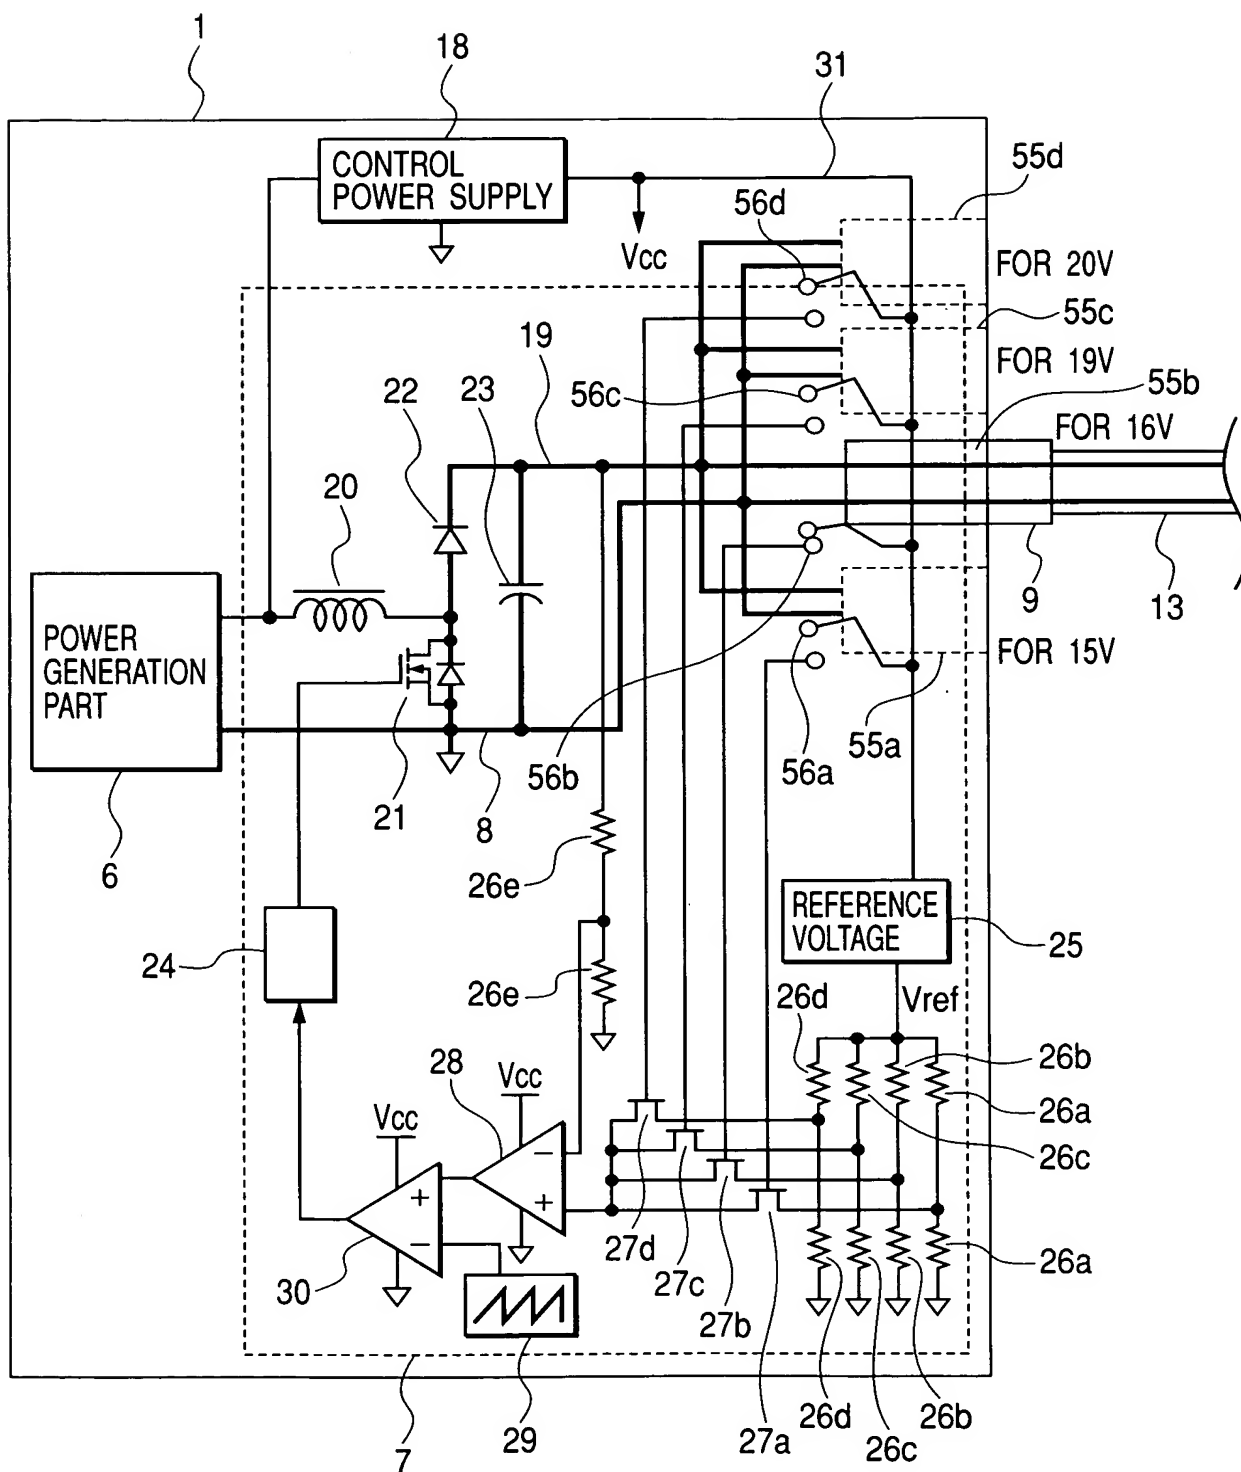 1
18
31
CONTROL
POWER SUPPLY
55d
56d
Vcc
FOR 20V
55c
19
22
23
FOR 19V
55b
56c
FOR 16V
20
POWER
GENERATION
PART
9
13
FOR 15V
21
8
56b
56a
55a
6
26e
REFERENCE
VOLTAGE
25
24
26e
26d
Vref
28
Vcc
26b
Vcc
26a
26c
−
+
+
−
27d
27c
26a
30
27b
29
7
27a
26d
26c
26b